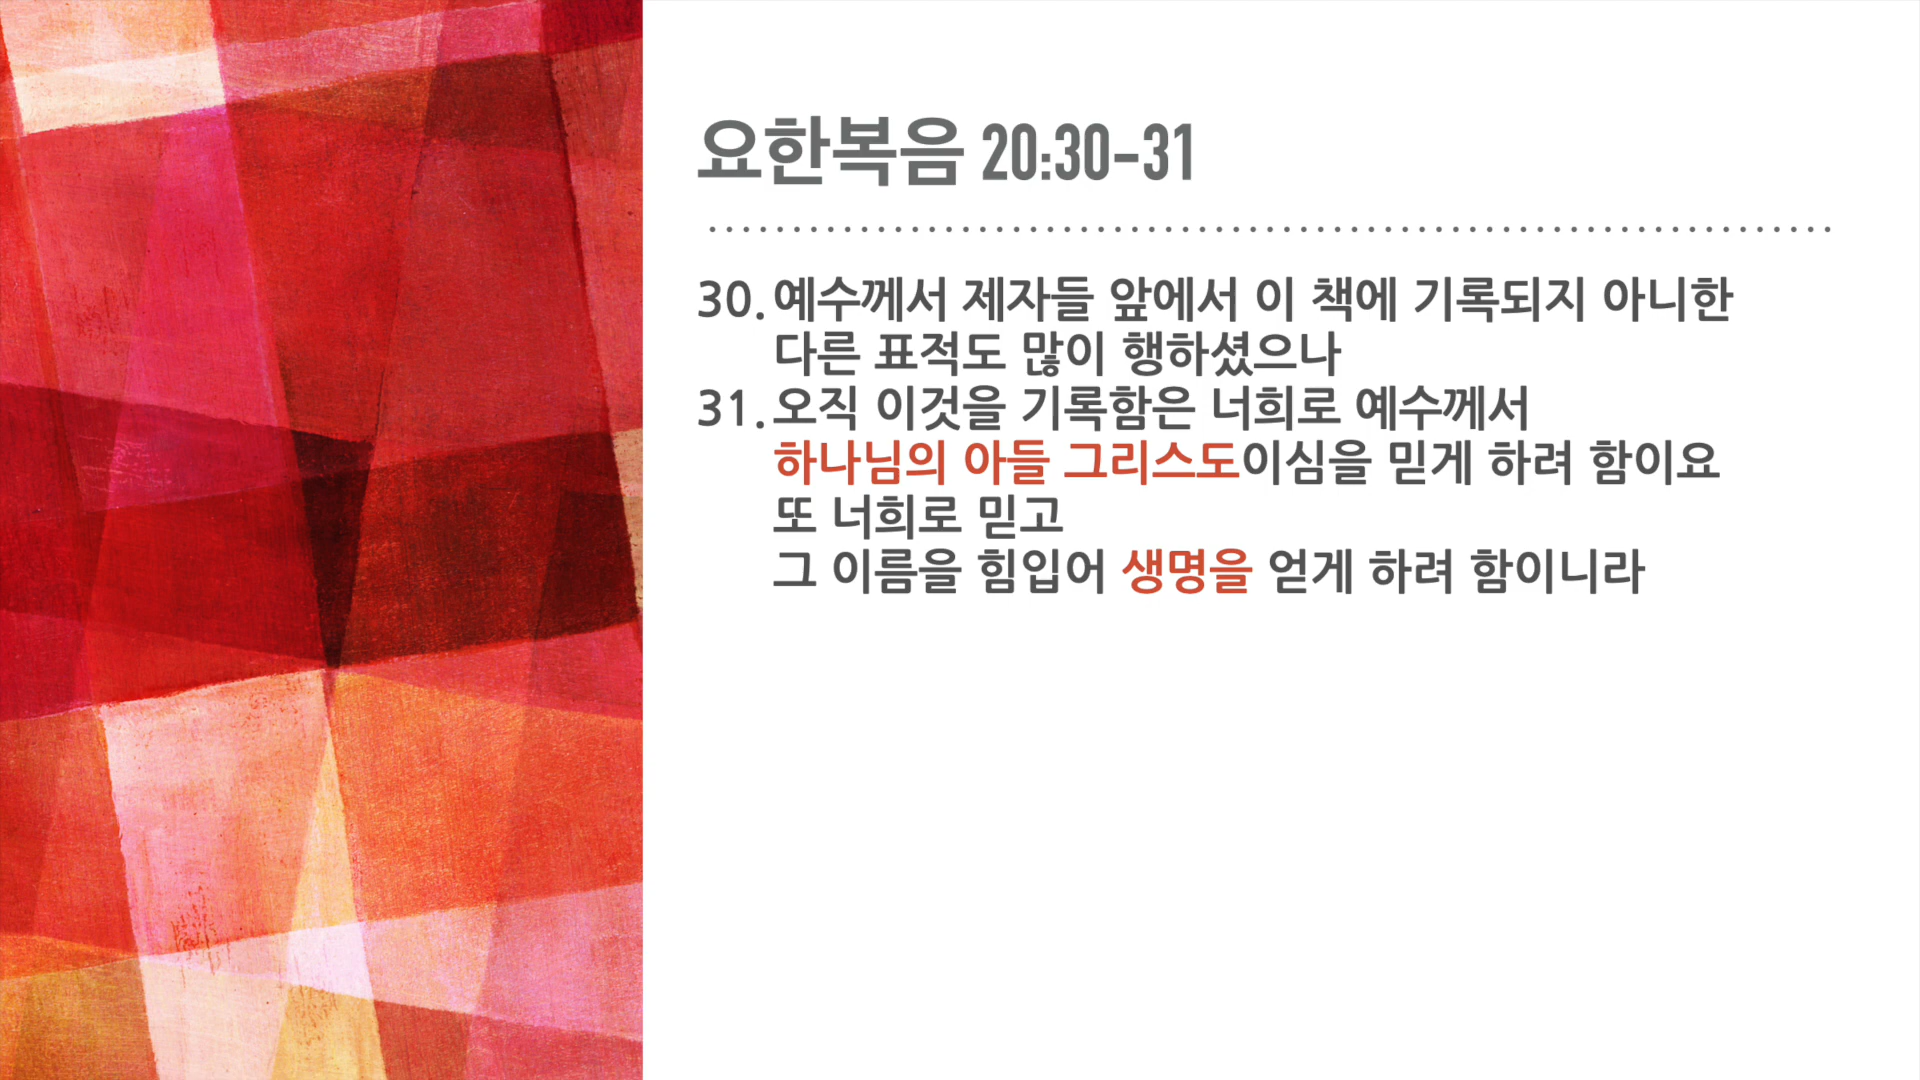 요한복음 20:30-31
30. 예수께서 제자들 앞에서 이 책에 기록되지 아니한
다른 표적도 많이 행하셨으나
31. 오직 이것을 기록함은 너희로 예수께서
하나님의 아들 그리스도이심을 믿게 하려 함이요
또 너희로 믿고
그 이름을 힘입어 생명을 얻게 하려 함이니라